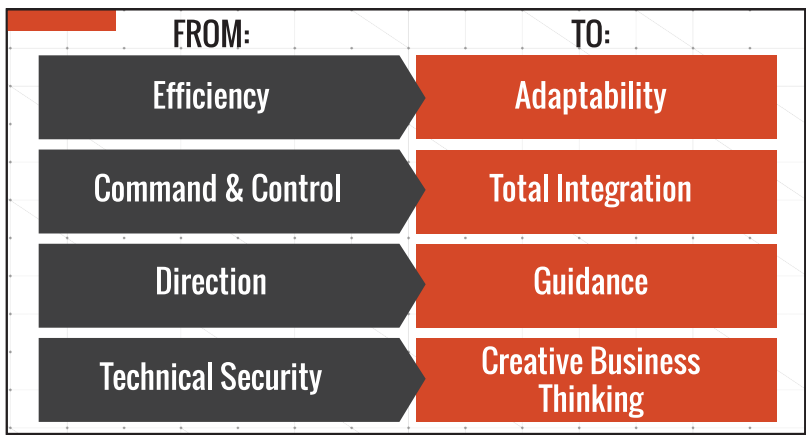 FROM: TO:
Efficiency Adaptability
Command & Control Total Integration
Direction Guidance
Technical Security Creative Business
Thinking